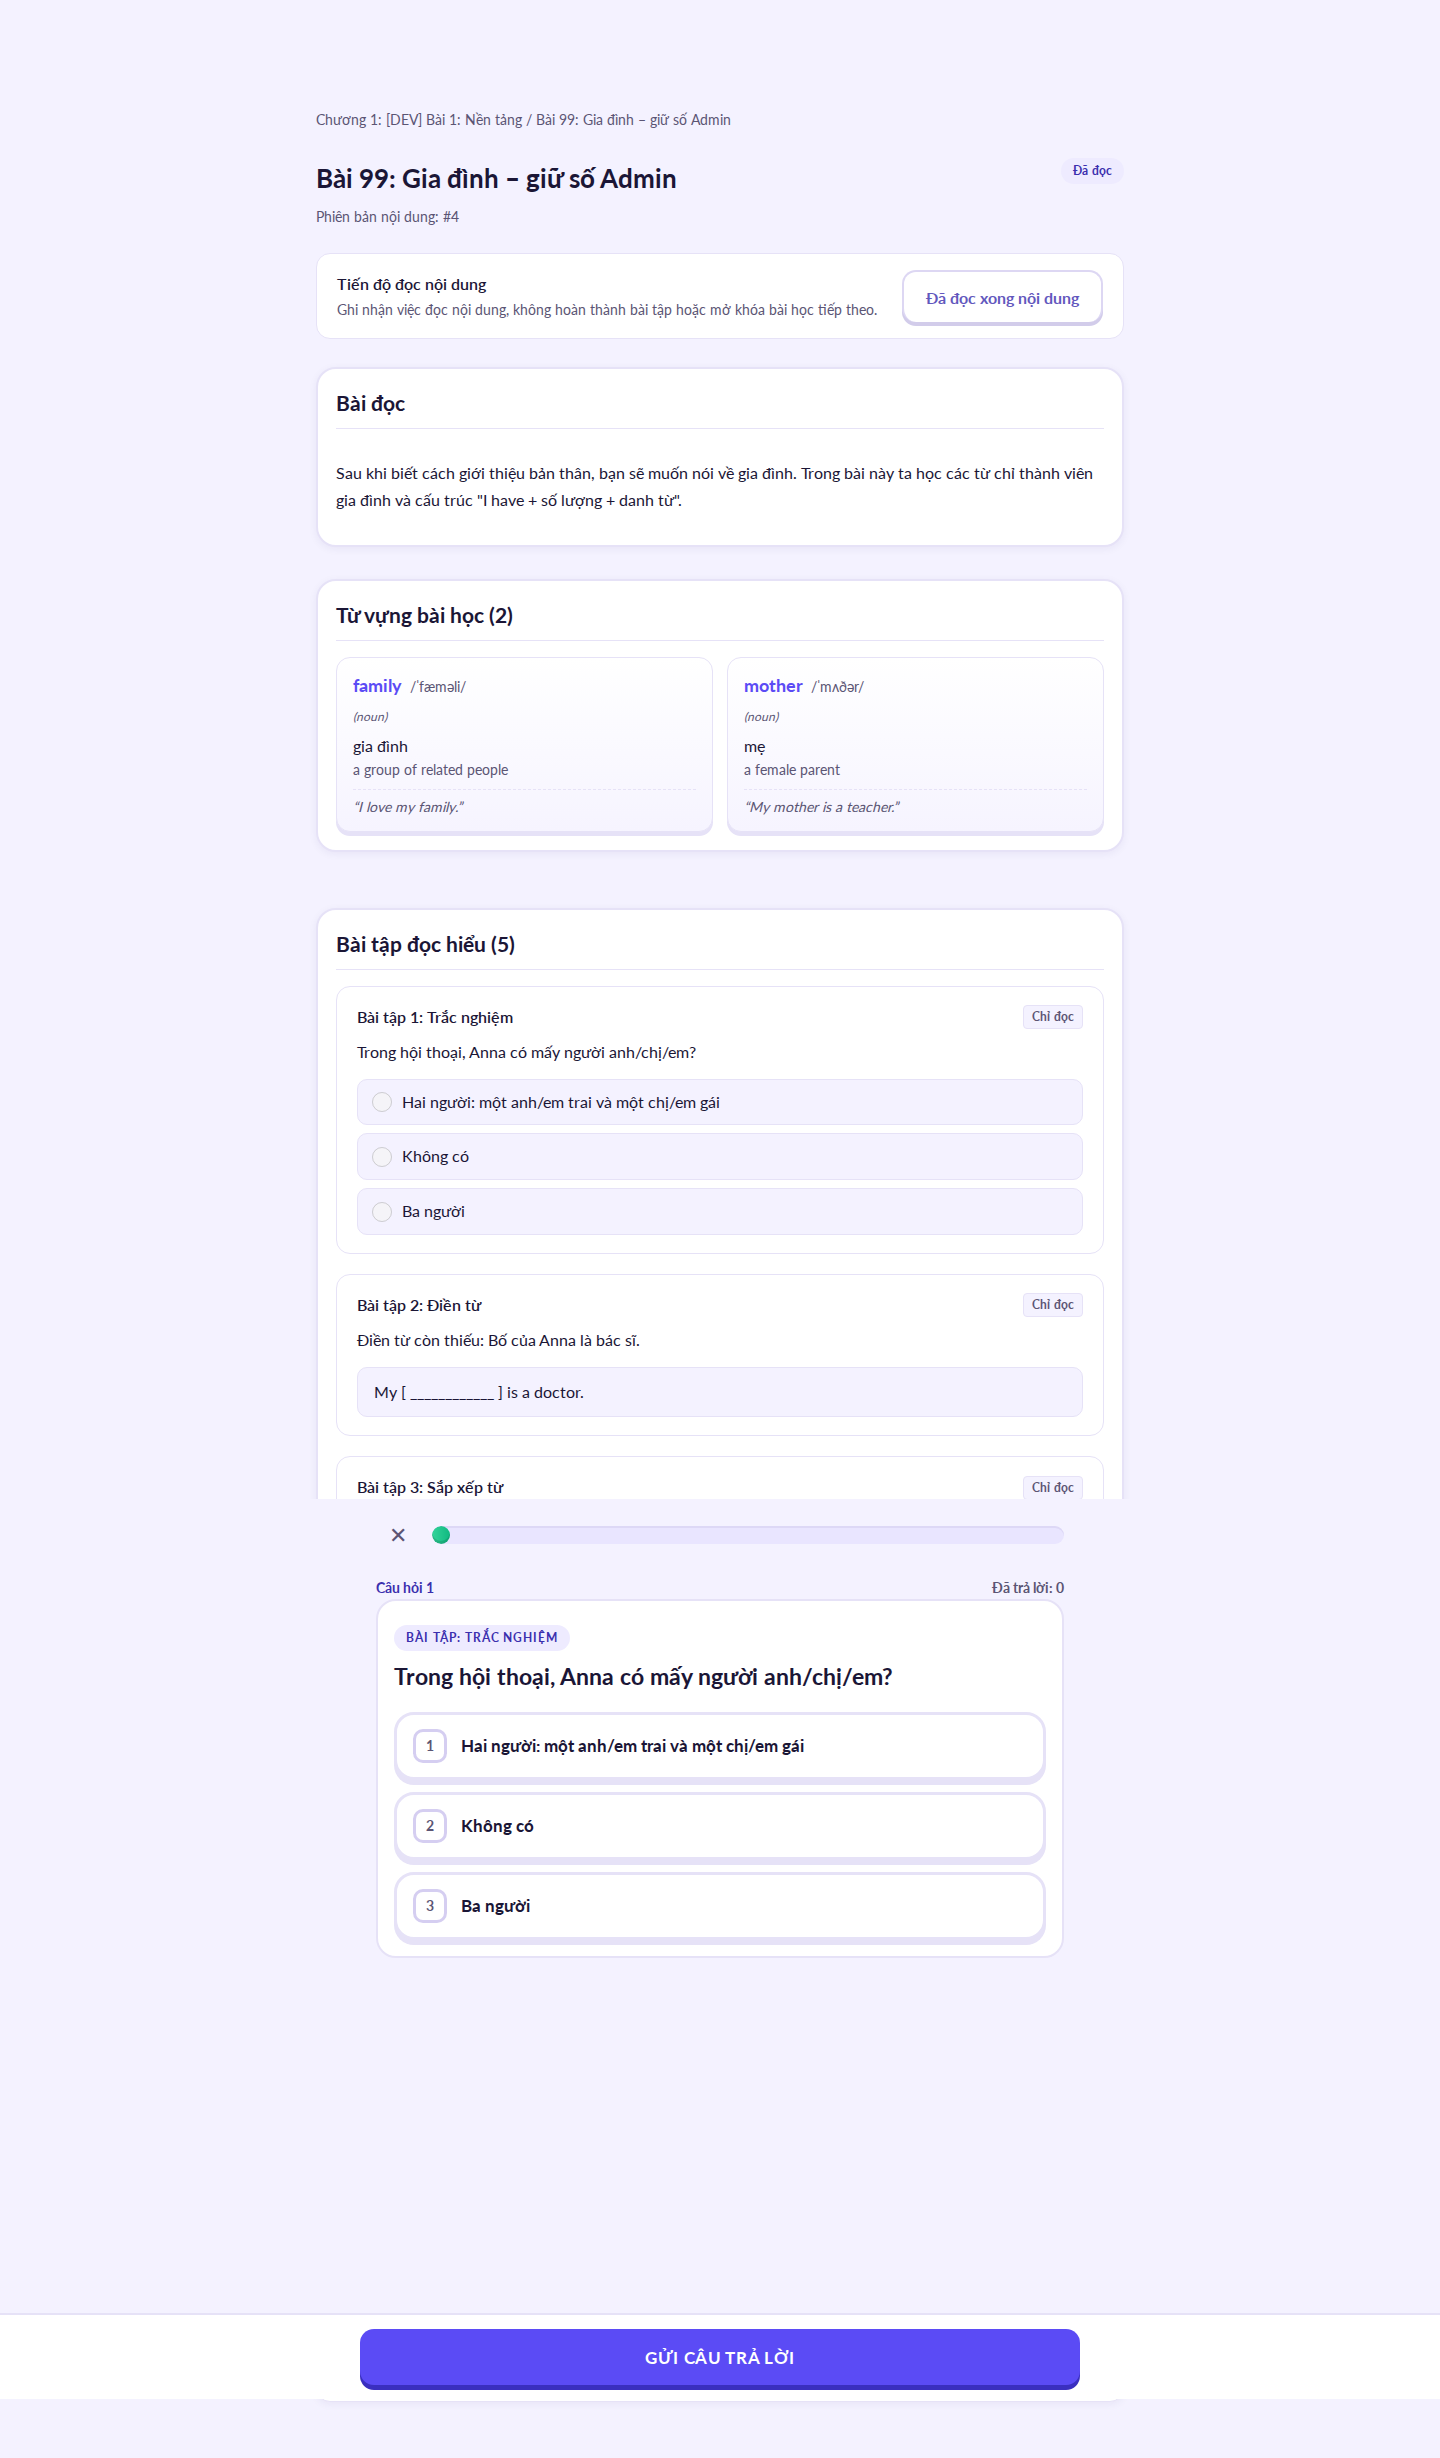 Chương 1: [DEV] Bài 1: Nền tảng / Bài 99: Gia đình – giữ số Admin
Bài 99: Gia đình – giữ số Admin
Đã đọc
Phiên bản nội dung: #4
Tiến độ đọc nội dung
Ghi nhận việc đọc nội dung, không hoàn thành bài tập hoặc mở khóa bài học tiếp theo.
Đã đọc xong nội dung
Bài đọc
Sau khi biết cách giới thiệu bản thân, bạn sẽ muốn nói về gia đình. Trong bài này ta học các từ chỉ thành viên
gia đình và cấu trúc "I have + số lượng + danh từ".
Từ vựng bài học (2)
family /ˈfæməli/
(noun)
gia đình
a group of related people
“I love my family.”
mother /ˈmʌðər/
(noun)
mẹ
a female parent
“My mother is a teacher.”
Bài tập đọc hiểu (5)
Bài tập 1: Trắc nghiệm
Chỉ đọc
Trong hội thoại, Anna có mấy người anh/chị/em?
Hai người: một anh/em trai và một chị/em gái
Không có
Ba người
Bài tập 2: Điền từ
Chỉ đọc
Điền từ còn thiếu: Bố của Anna là bác sĩ.
My [ ____________ ] is a doctor.
Bài tập 3: Sắp xếp từ
Chỉ đọc
✕
Câu hỏi 1
Đã trả lời: 0
BÀI TẬP: TRẮC NGHIỆM
Trong hội thoại, Anna có mấy người anh/chị/em?
1 Hai người: một anh/em trai và một chị/em gái
2 Không có
3 Ba người
GỬI CÂU TRẢ LỜI